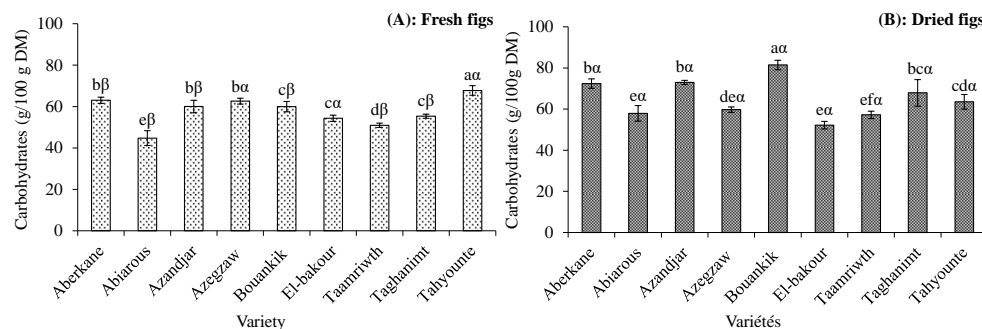 (A): Fresh figs
Carbohydrates (g/100 g DM)
100
80
60
40
20
0
bβ
eβ
bβ
bα
cβ
cα
dβ
cβ
aα
Aberkane
Abiarous
Azandjar
Azegzaw
Bouankik
El-bakour
Taamriwth
Taghanimt
Tahyounte
Variety
(B): Dried figs
Carbohydrates (g/100g DM)
100
80
60
40
20
0
bα
eα
bα
deα
aα
eα
efα
bcα
cdα
Aberkane
Abiarous
Azandjar
Azegzaw
Bouankik
El-bakour
Taamriwth
Taghanimt
Tahyounte
Variétés